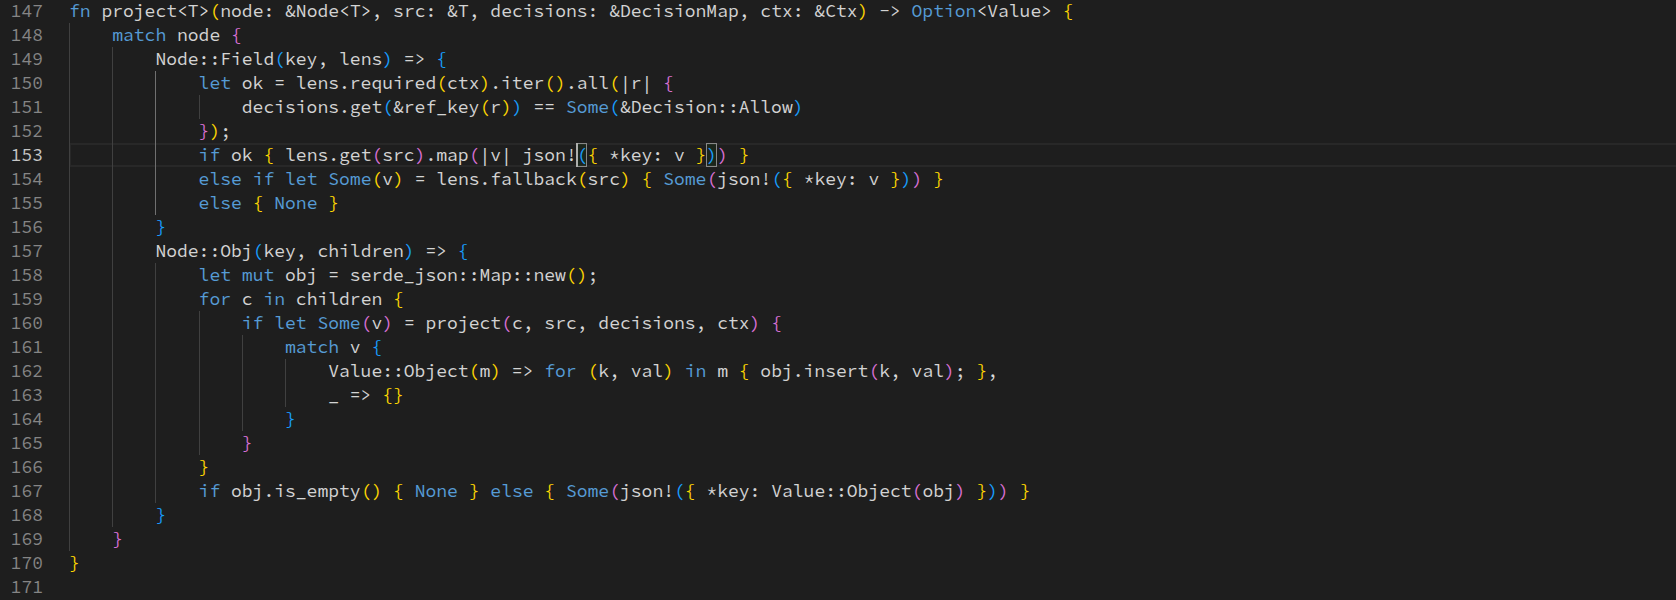 147 fn project<T>(node: &Node<T>, src: &T, decisions: &DecisionMap, ctx: &Ctx) -> Option<Value> {
148     match node {
149         Node::Field(key, lens) => {
150             let ok = lens.required(ctx).iter().all(|r| {
151                 decisions.get(&ref_key(r)) == Some(&Decision::Allow)
152             });
153             if ok { lens.get(src).map(|v| json!({ *key: v })) }
154             else if let Some(v) = lens.fallback(src) { Some(json!({ *key: v })) }
155             else { None }
156         }
157         Node::Obj(key, children) => {
158             let mut obj = serde_json::Map::new();
159             for c in children {
160                 if let Some(v) = project(c, src, decisions, ctx) {
161                     match v {
162                         Value::Object(m) => for (k, val) in m { obj.insert(k, val); },
163                         _ => {}
164                     }
165                 }
166             }
167             if obj.is_empty() { None } else { Some(json!({ *key: Value::Object(obj) })) }
168         }
169     }
170 }
171